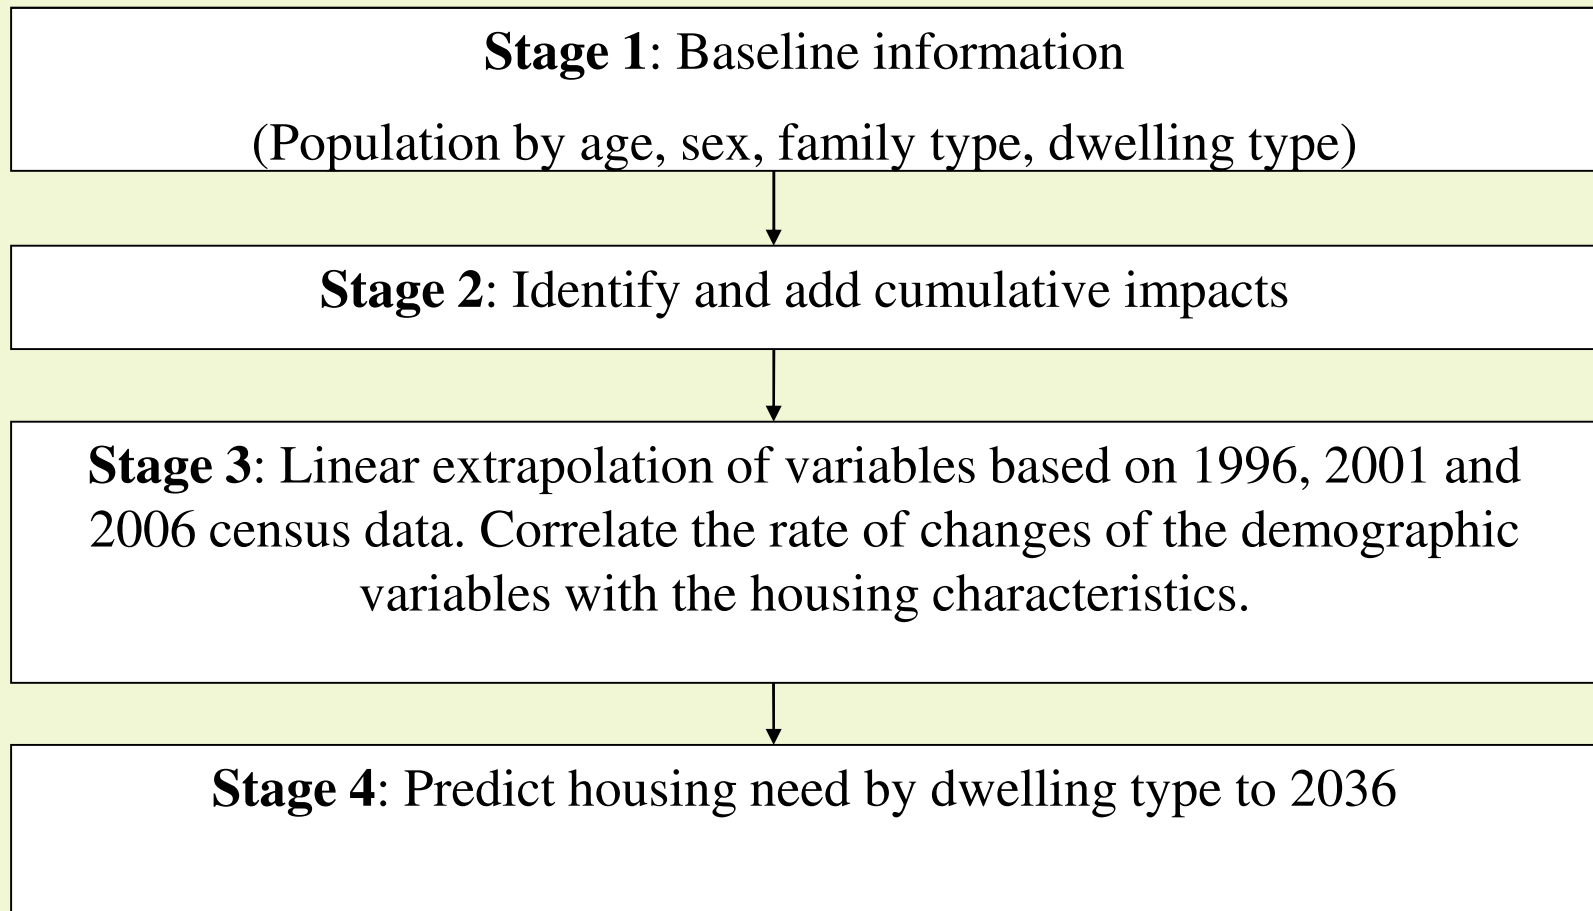 Stage 1: Baseline information
(Population by age, sex, family type, dwelling type)
Stage 2: Identify and add cumulative impacts
Stage 3: Linear extrapolation of variables based on 1996, 2001 and
2006 census data. Correlate the rate of changes of the demographic
variables with the housing characteristics.
Stage 4: Predict housing need by dwelling type to 2036